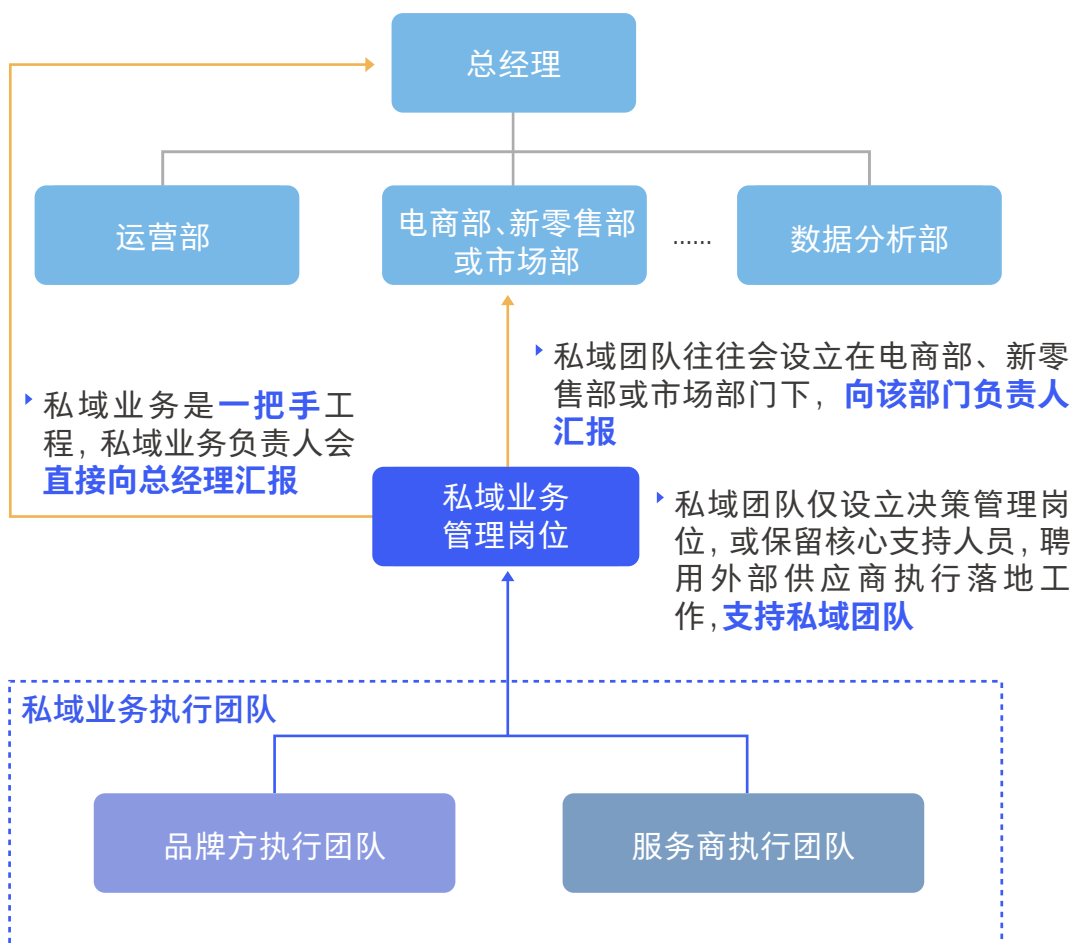 总经理
运营部
电商部、新零售部
或市场部
……
数据分析部
私域团队往往会设立在电商部、新零
售部或市场部门下，向该部门负责人
汇报
私域业务是一把手工
程，私域业务负责人会
直接向总经理汇报
私域业务
管理岗位
私域团队仅设立决策管理岗
位，或保留核心支持人员，聘
用外部供应商执行落地工
作，支持私域团队
私域业务执行团队
品牌方执行团队
服务商执行团队